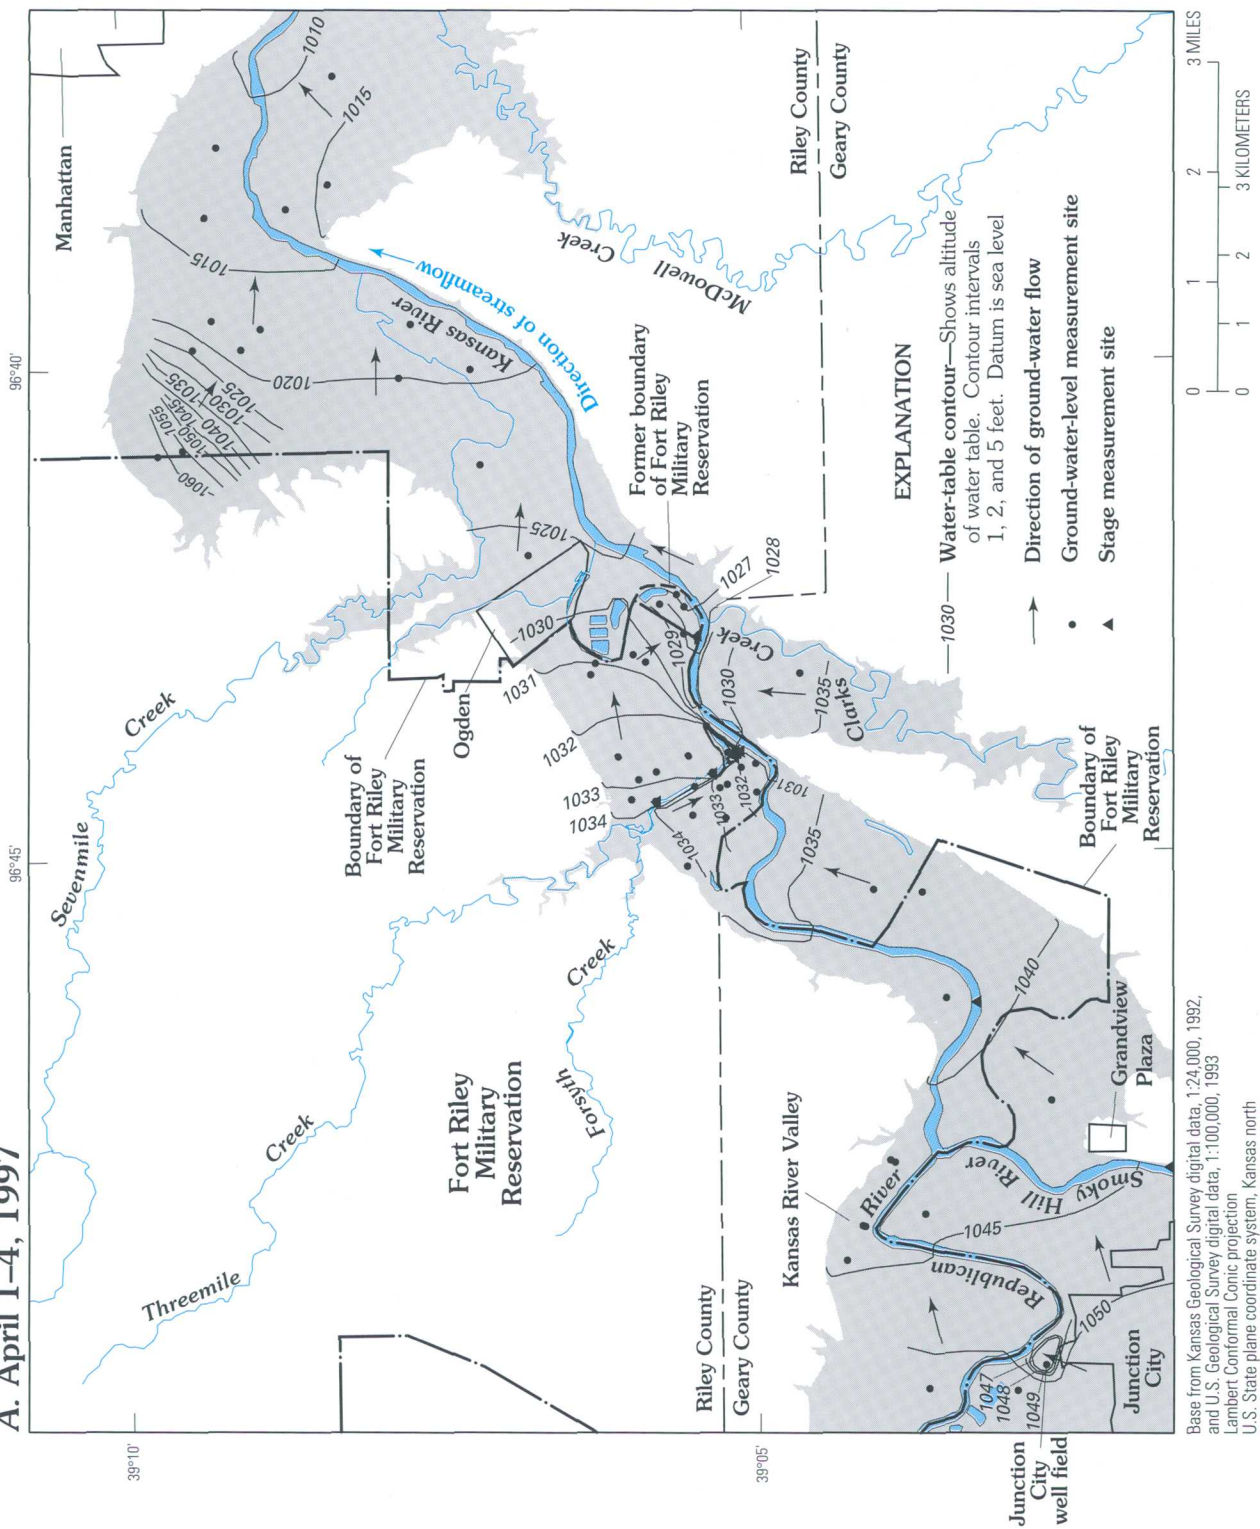 A. April 1–4, 1997
96°45'
96°40'
39°10'
39°05'
Manhattan
1010
1015
1015
1020
1025
1030
1035
1040
1045
1050
1055
1060
Riley County
Geary County
McDowell
Creek
Kansas River
Direction of streamflow
Former boundary
of Fort Riley
Military
Reservation
1025
1027
1028
1029
1030
1030
1031
1032
1033
1034
1034
1033
1032
1031
1035
1035
Clarks
Creek
Ogden
Boundary of
Fort Riley
Military
Reservation
Sevenmile
Creek
Threemile
Creek
Forsyth
Creek
Fort Riley
Military
Reservation
Riley County
Geary County
Kansas River Valley
Republican
River
Smoky
Hill River
1040
1045
1047
1048
1049
1050
Grandview
Plaza
Boundary of
Fort Riley
Military
Reservation
Junction
City
Junction
City
well field
EXPLANATION
1030 Water-table contour—Shows altitude
of water table. Contour intervals
1, 2, and 5 feet. Datum is sea level
Direction of ground-water flow
Ground-water-level measurement site
Stage measurement site
0 1 2 3 MILES
0 1 2 3 KILOMETERS
Base from Kansas Geological Survey digital data, 1:24,000, 1992,
and U.S. Geological Survey digital data, 1:100,000, 1993
Lambert Conformal Conic projection
U.S. State plane coordinate system, Kansas north